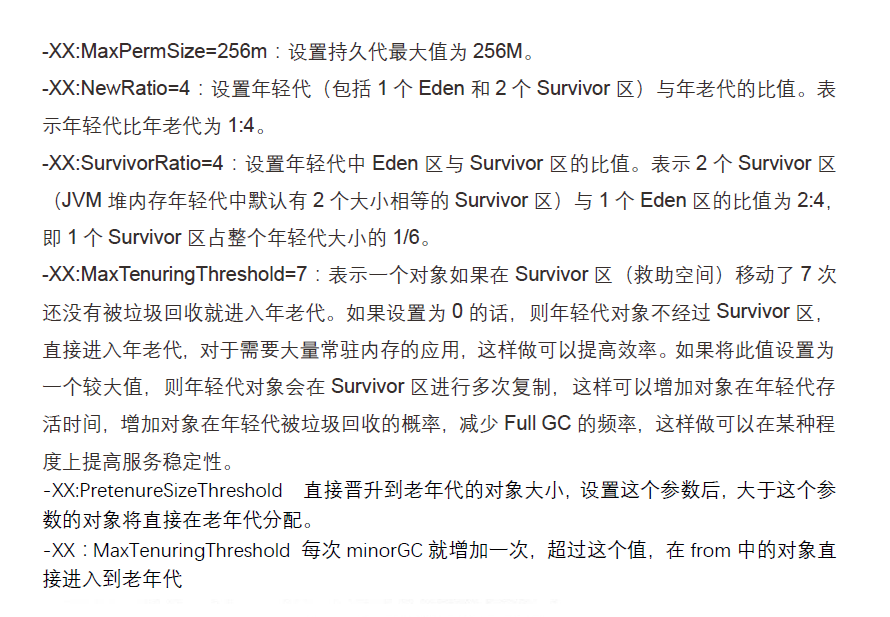 -XX:MaxPermSize=256m：设置持久代最大值为 256M。
-XX:NewRatio=4：设置年轻代（包括 1 个 Eden 和 2 个 Survivor 区）与年老代的比值。表
示年轻代比年老代为 1:4。
-XX:SurvivorRatio=4：设置年轻代中 Eden 区与 Survivor 区的比值。表示 2 个 Survivor 区
（JVM 堆内存年轻代中默认有 2 个大小相等的 Survivor 区）与 1 个 Eden 区的比值为 2:4，
即 1 个 Survivor 区占整个年轻代大小的 1/6。
-XX:MaxTenuringThreshold=7：表示一个对象如果在 Survivor 区（救助空间）移动了 7 次
还没有被垃圾回收就进入年老代。如果设置为 0 的话，则年轻代对象不经过 Survivor 区，
直接进入年老代，对于需要大量常驻内存的应用，这样做可以提高效率。如果将此值设置为
一个较大值，则年轻代对象会在 Survivor 区进行多次复制，这样可以增加对象在年轻代存
活时间，增加对象在年轻代被垃圾回收的概率，减少 Full GC 的频率，这样做可以在某种程
度上提高服务稳定性。
-XX:PretenureSizeThreshold 直接晋升到老年代的对象大小，设置这个参数后，大于这个参
数的对象将直接在老年代分配。
-XX：MaxTenuringThreshold 每次 minorGC 就增加一次，超过这个值，在 from 中的对象直
接进入到老年代